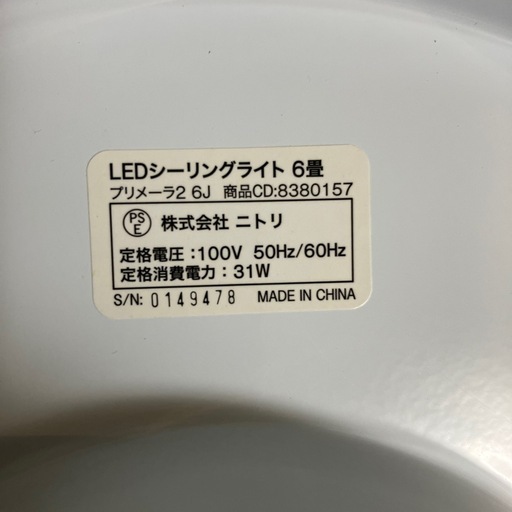 LEDシーリングライト 6畳
プリメーラ2 6J 商品CD:8380157
PS
E 株式会社 ニトリ
定格電圧:100V 50Hz/60Hz
定格消費電力:31W
S/N: 0149478 MADE IN CHINA